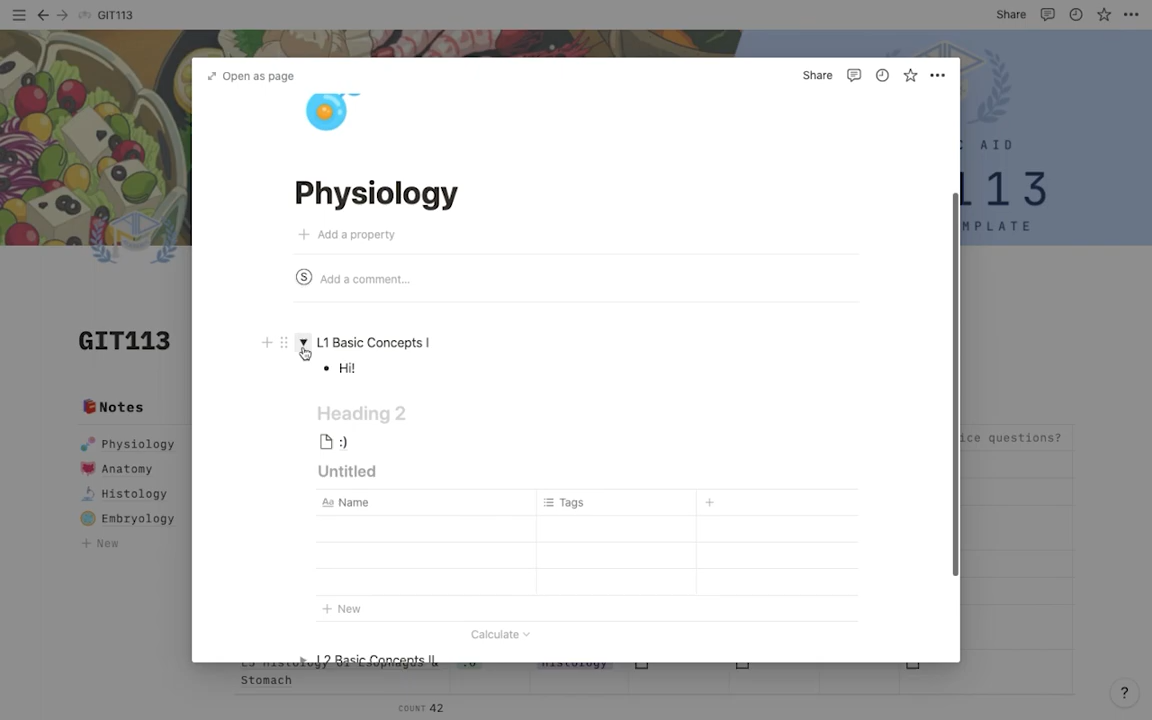 GIT113
Share
Open as page
Share
C AID
113
MPLATE
Physiology
Add a property
S
Add a comment...
L1 Basic Concepts I
Hi!
Heading 2
:)
Untitled
Aa Name
Tags
New
Calculate
L2 Basic Concepts II
GIT113
Notes
Physiology
Anatomy
Histology
Embryology
New
ice questions?
Histology
Stomach
COUNT 42
?